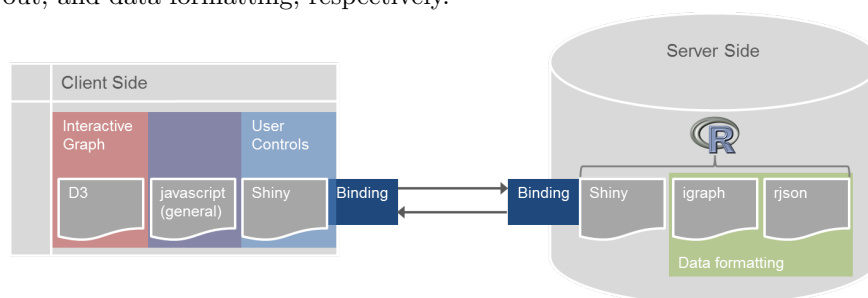 out, and data formatting, respectively.
Server Side
Client Side
Interactive
Graph
User
Controls
R
D3
javascript
(general)
Shiny
Binding
Binding
Shiny
igraph
rjson
Data formatting